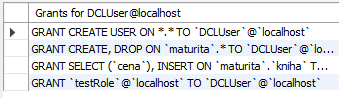 Grants for DCLUser@localhost
GRANT CREATE USER ON *.* TO `DCLUser`@`localhost`
GRANT CREATE, DROP ON `maturita`.* TO `DCLUser`@`lo...
GRANT SELECT (`cena`), INSERT ON `maturita`.`kniha` T...
GRANT `testRole`@`localhost` TO `DCLUser`@`localhost`